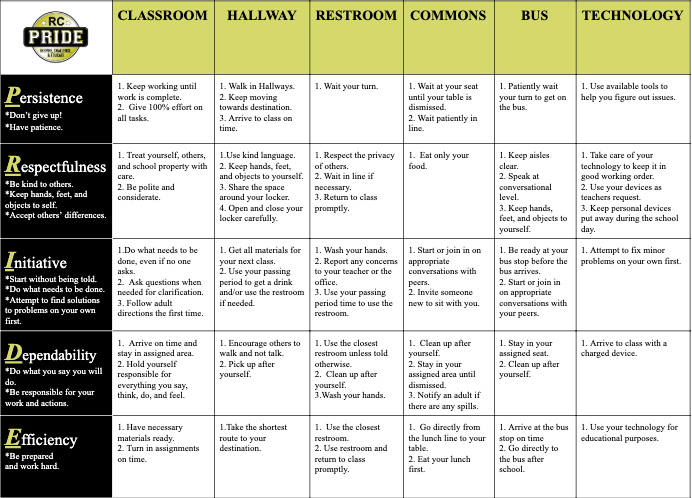 RC
PRIDE
CLASSROOM
HALLWAY
RESTROOM
COMMONS
BUS
TECHNOLOGY
Persistence
*Don't give up!
*Have patience.
1. Keep working until
work is complete.
2. Give 100% effort on
all tasks.
1. Walk in Hallways.
2. Keep moving
towards destination.
3. Arrive to class on
time.
1. Wait your turn.
1. Wait at your seat
until your table is
dismissed.
2. Wait patiently in
line.
1. Patiently wait
your turn to get on
the bus.
1. Use available tools to
help you figure out issues.
Respectfulness
*Be kind to others.
*Keep hands, feet, and
objects to self.
*Accept others' differences.
1. Treat yourself, others,
and school property with
care.
2. Be polite and
considerate.
1.Use kind language.
2. Keep hands, feet,
and objects to yourself.
3. Share the space
around your locker.
4. Open and close your
locker carefully.
1. Respect the privacy
of others.
2. Wait in line if
necessary.
3. Return to class
promptly.
1. Eat only your
food.
1. Keep aisles
clear.
2. Speak at
conversational
level.
3. Keep hands,
feet, and objects to
yourself.
1. Take care of your
technology to keep it in
good working order.
2. Use your devices as
teachers request.
3. Keep personal devices
put away during the school
day.
Initiative
*Start without being told.
*Do what needs to be done.
*Attempt to find solutions
to problems on your own
first.
1.Do what needs to be
done, even if no one
asks.
2. Ask questions when
needed for clarification.
3. Follow adult
directions the first time.
1. Get all materials for
your next class.
2. Use your passing
period to get a drink
and/or use the restroom
if needed.
1. Wash your hands.
2. Report any concerns
to your teacher or the
office.
3. Use your passing
period time to use the
restroom.
1. Start or join in on
appropriate
conversations with
peers.
2. Invite someone
new to sit with you.
1. Be ready at your
bus stop before the
bus arrives.
2. Start or join in
on appropriate
conversations with
your peers.
1. Attempt to fix minor
problems on your own first.
Dependability
*Do what you say you will
do.
*Be responsible for your
work and actions.
1. Arrive on time and
stay in assigned area.
2. Hold yourself
responsible for
everything you say,
think, do, and feel.
1. Encourage others to
walk and not talk.
2. Pick up after
yourself.
1. Use the closest
restroom unless told
otherwise.
2. Clean up after
yourself.
3.Wash your hands.
1. Clean up after
yourself.
2. Stay in your
assigned area until
dismissed.
3. Notify an adult if
there are any spills.
1. Stay in your
assigned seat.
2. Clean up after
yourself.
1. Arrive to class with a
charged device.
Efficiency
*Be prepared
and work hard.
1. Have necessary
materials ready.
2. Turn in assignments
on time.
1.Take the shortest
route to your
destination.
1. Use the closest
restroom.
2. Use restroom and
return to class
promptly.
1. Go directly from
the lunch line to your
table.
2. Eat your lunch
first.
1. Arrive at the bus
stop on time
2. Go directly to
the bus after
school.
1. Use your technology for
educational purposes.